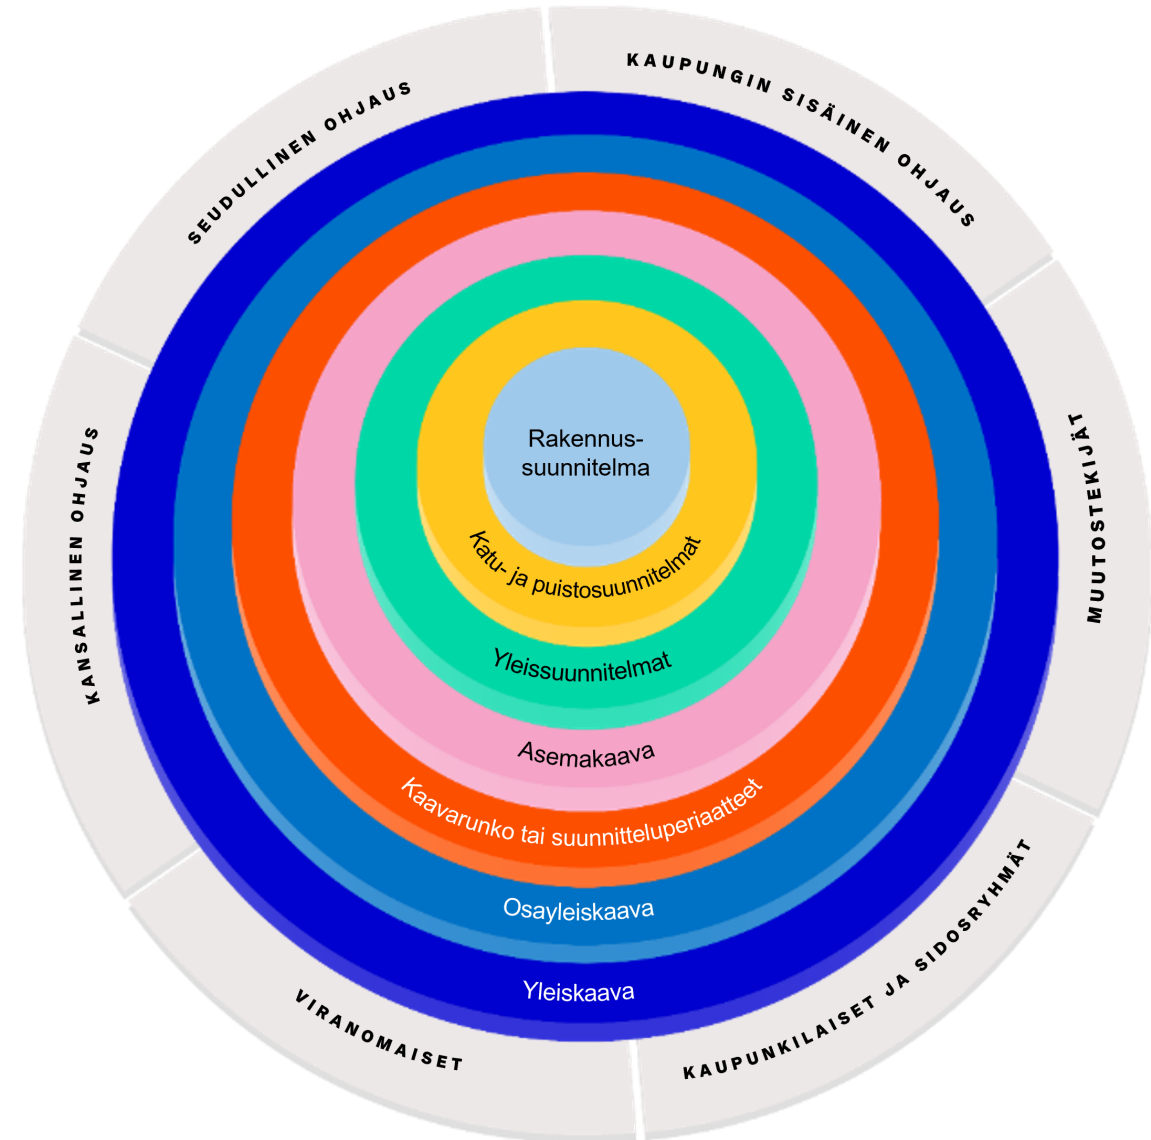 SEUDULLINEN OHJAUS
KAUPUNGIN SISÄINEN OHJAUS
MUUTOSTEKIJÄT
KAUPUNKILAISET JA SIDOSRYHMÄT
VIRANOMAISET
KANSALLINEN OHJAUS
Rakennus-
suunnitelma
Katu- ja puistosuunnitelmat
Yleissuunnitelmat
Asemakaava
Kaavarunko tai suunnitteluperiaatteet
Osayleiskaava
Yleiskaava